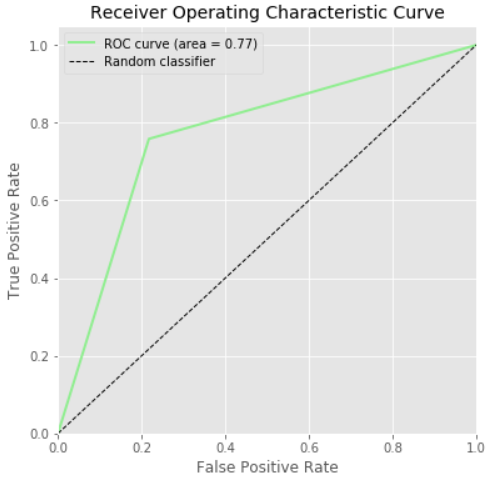 Receiver Operating Characteristic Curve
ROC curve (area = 0.77)
Random classifier
1.0
0.8
0.6
0.4
0.2
0.0
True Positive Rate
0.0 0.2 0.4 0.6 0.8 1.0
False Positive Rate